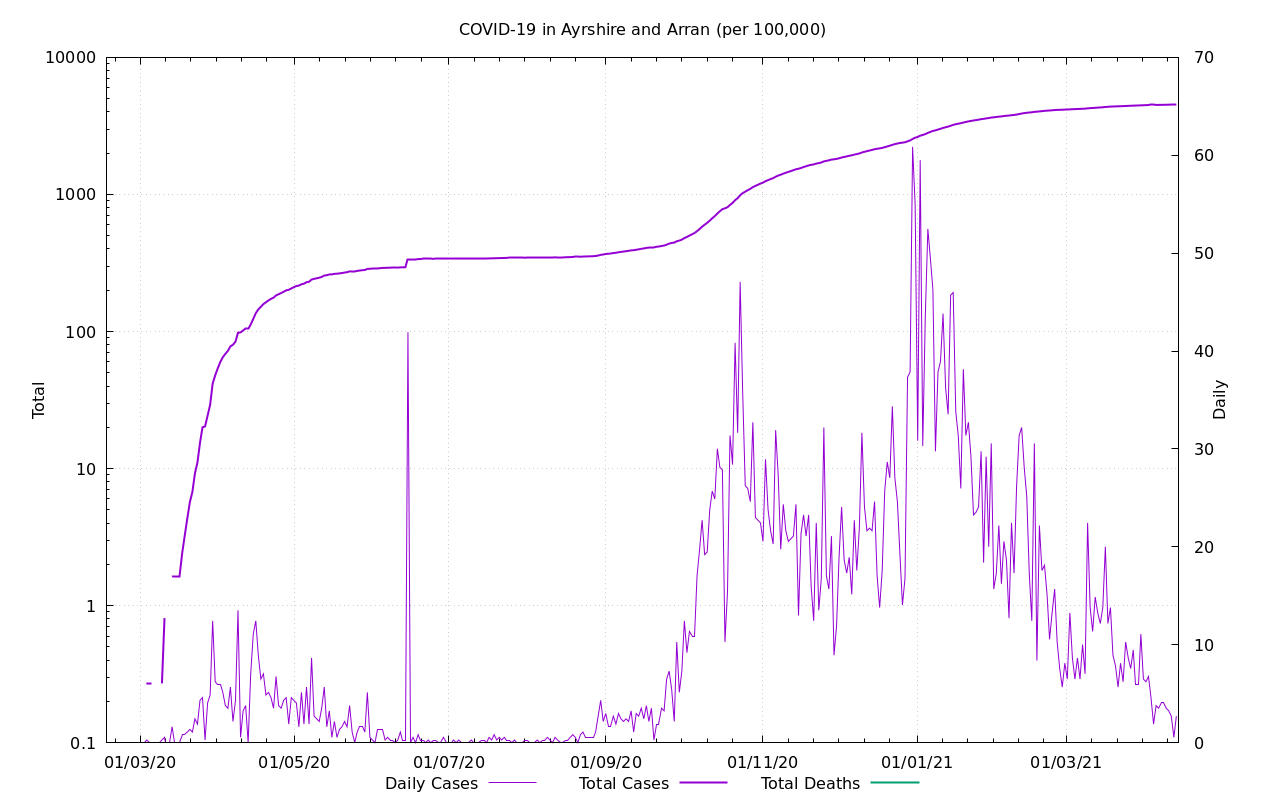 COVID-19 in Ayrshire and Arran (per 100,000)
10000
1000
100
10
1
0.1
Total
70
60
50
40
30
20
10
0
Daily
01/03/20 01/05/20 01/07/20 01/09/20 01/11/20 01/01/21 01/03/21
Daily Cases Total Cases Total Deaths